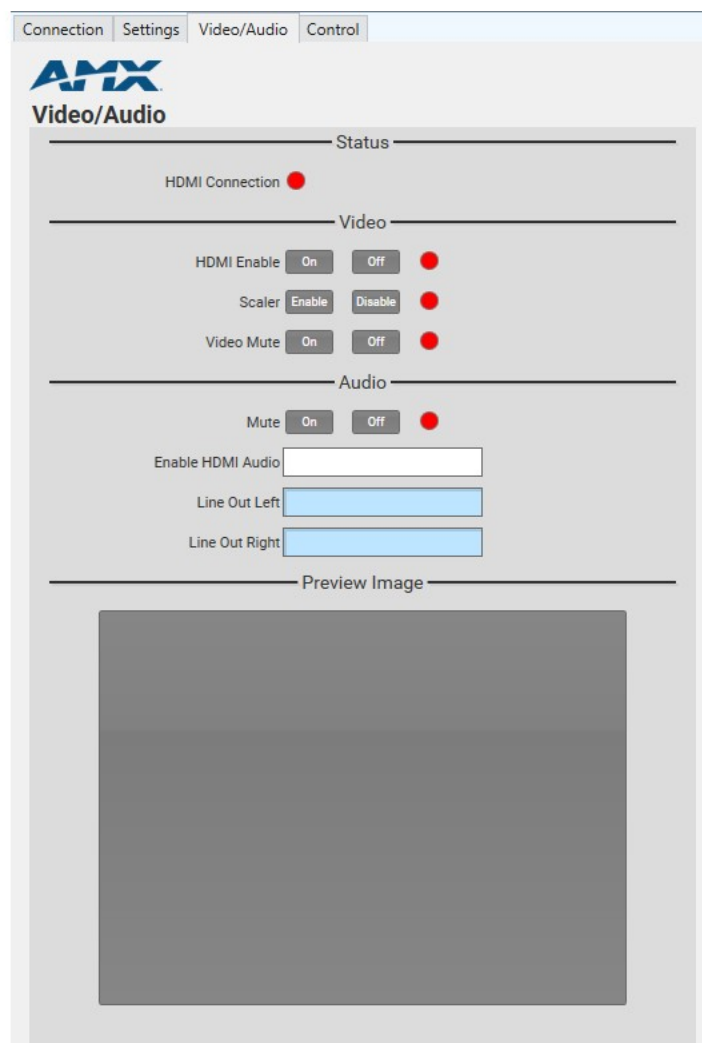 Connection Settings Video/Audio Control
AMX
Video/Audio
Status
HDMI Connection
Video
HDMI Enable On Off
Scaler Enable Disable
Video Mute On Off
Audio
Mute On Off
Enable HDMI Audio
Line Out Left
Line Out Right
Preview Image